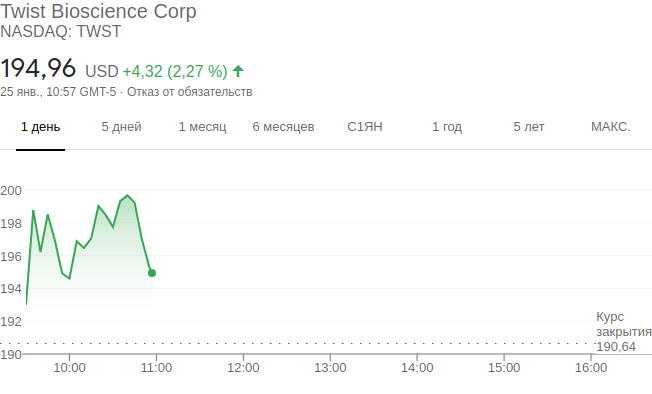 Twist Bioscience Corp
NASDAQ: TWST
194,96 USD +4,32 (2,27 %)
25 янв., 10:57 GMT-5 · Отказ от обязательств
1 день 5 дней 1 месяц 6 месяцев С1ЯН 1 год 5 лет МАКС.
200
198
196
194
192
Курс
закрытия
190,64
190
10:00 11:00 12:00 13:00 14:00 15:00 16:00